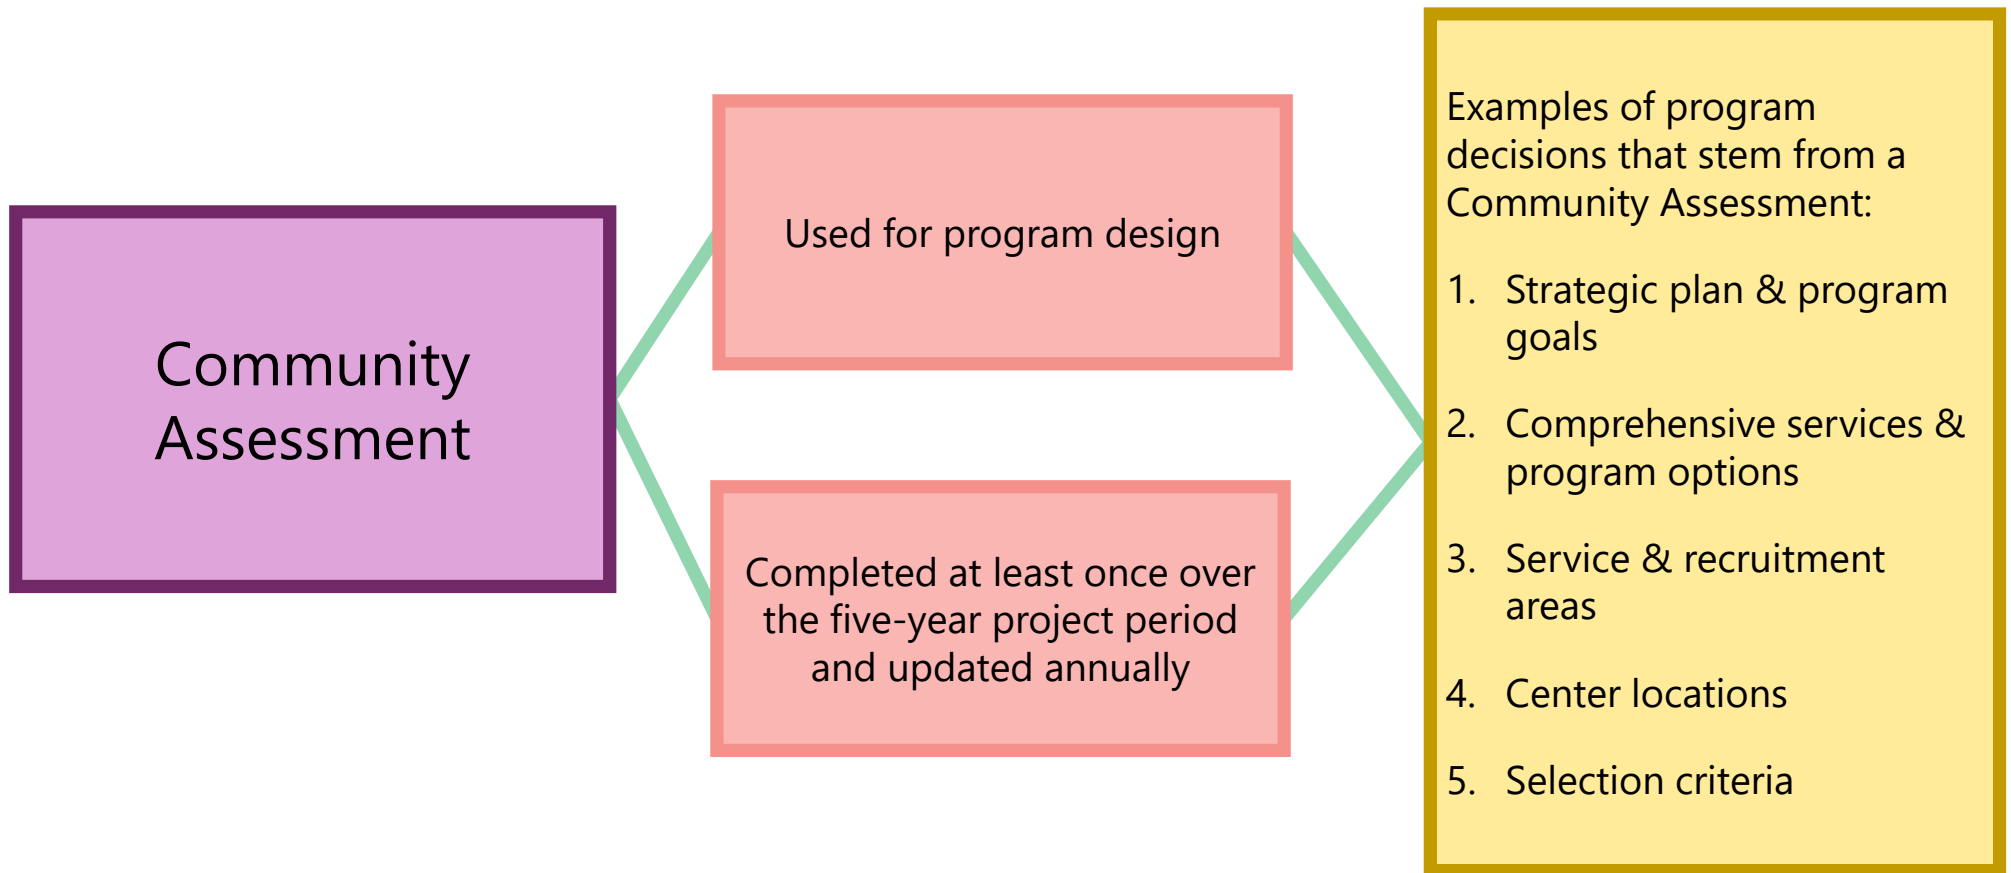 Community
Assessment
Used for program design
Completed at least once over
the five-year project period
and updated annually
Examples of program
decisions that stem from a
Community Assessment:
1. Strategic plan & program
goals
2. Comprehensive services &
program options
3. Service & recruitment
areas
4. Center locations
5. Selection criteria